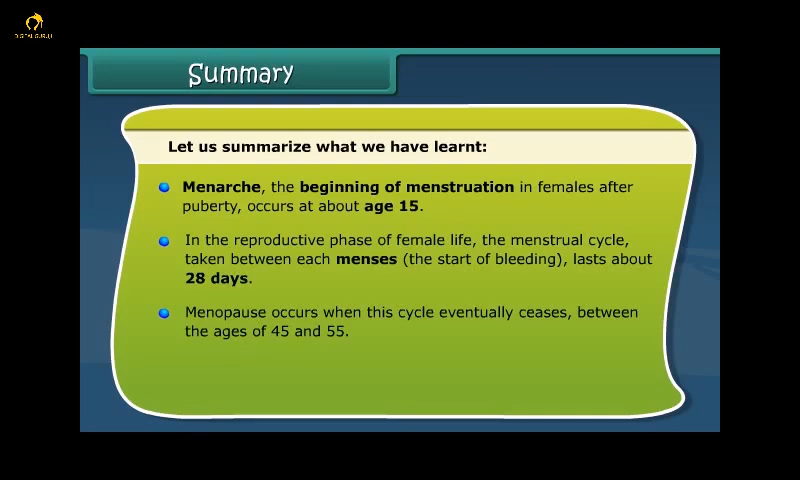 DIGITAL GURUJI
Summary
Let us summarize what we have learnt:
Menarche, the beginning of menstruation in females after
puberty, occurs at about age 15.
In the reproductive phase of female life, the menstrual cycle,
taken between each menses (the start of bleeding), lasts about
28 days.
Menopause occurs when this cycle eventually ceases, between
the ages of 45 and 55.